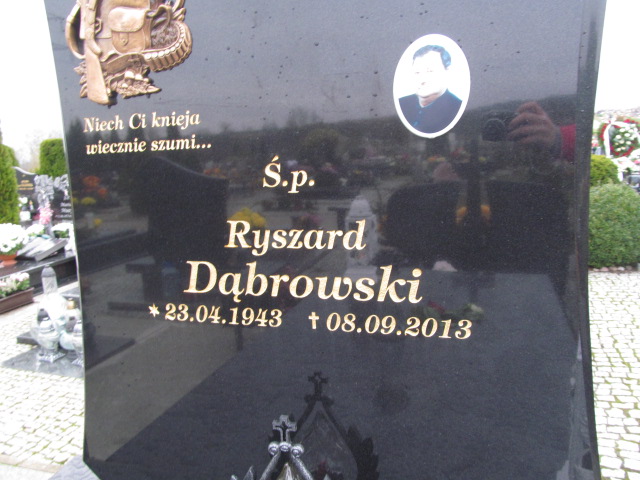 Niech Ci knieja
wiecznie szumi...
Ś.p.
Ryszard
Dąbrowski
* 23.04.1943 † 08.09.2013